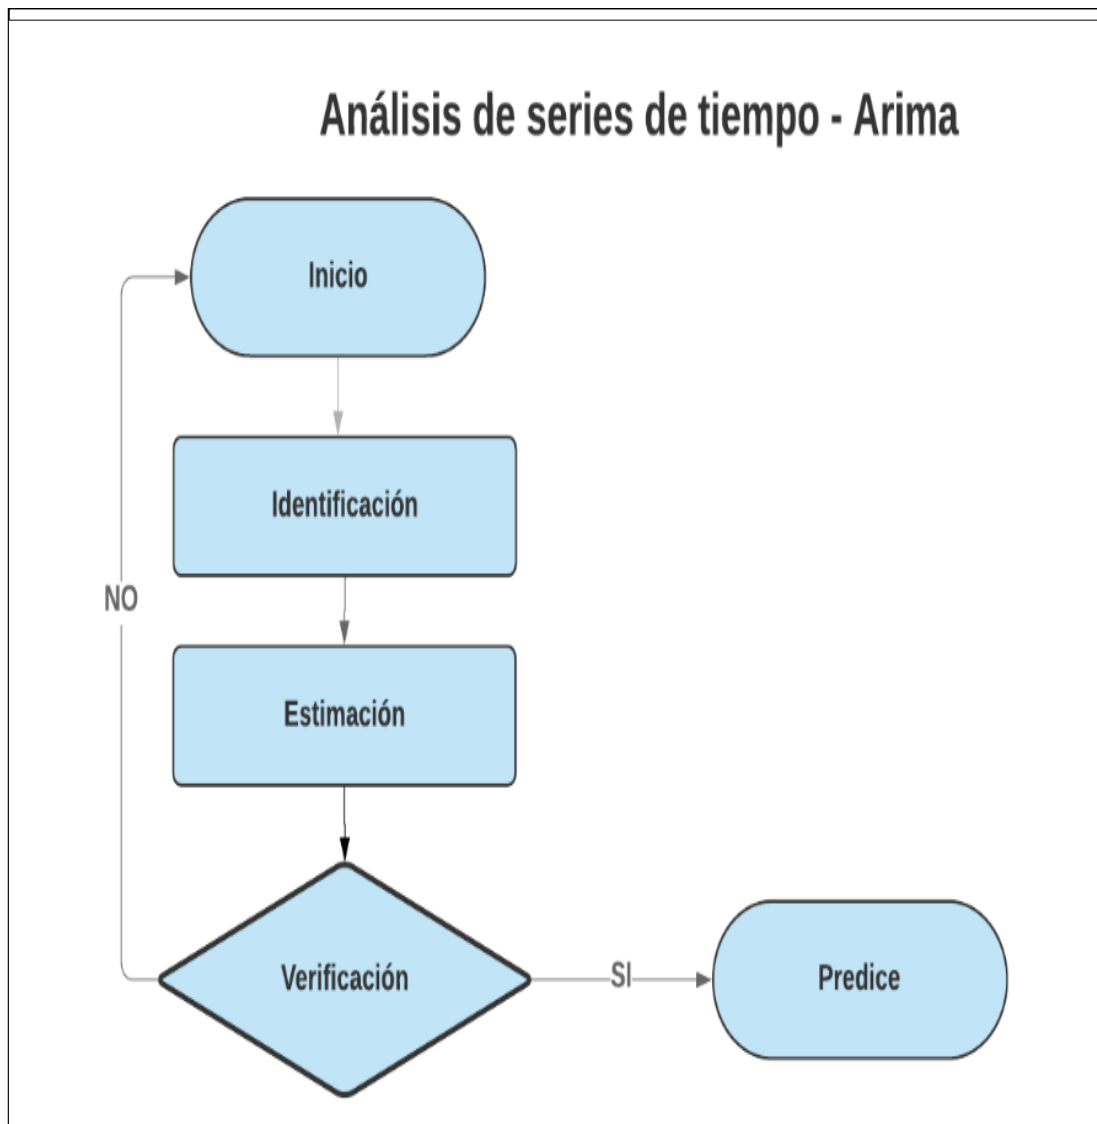 Análisis de series de tiempo - Arima
Inicio
Identificación
NO
Estimación
Verificación
SI
Predice